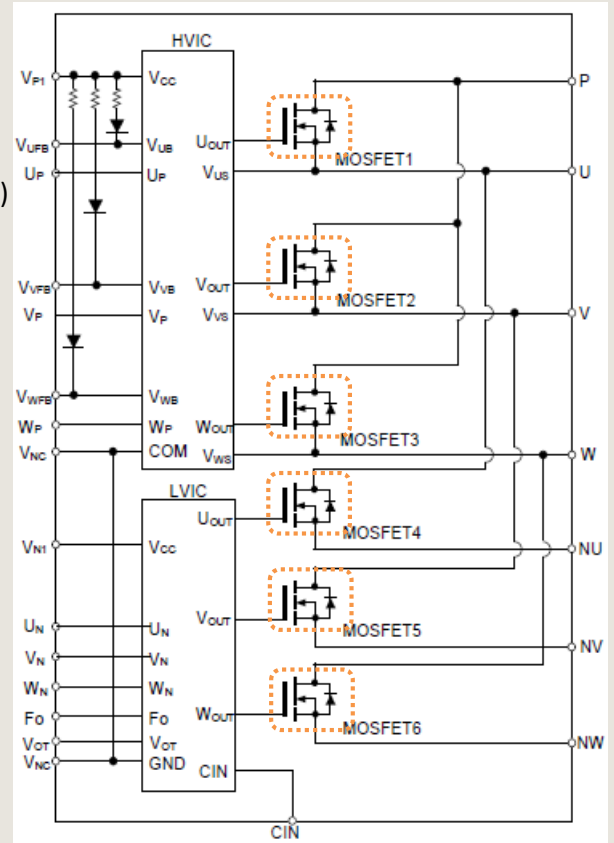 HVIC
VP1 VCC P
VUFB VUB UOUT MOSFET1
UP UP VUS U
)
VVFB VVB VOUT MOSFET2
VP VP VVS V
VWFB VWB
WP WP WOUT MOSFET3
VNC COM VWS W
LVIC
UOUT MOSFET4
VN1 VCC NU
UN UN VOUT MOSFET5
VN VN NV
WN WN
FO FO WOUT MOSFET6
VOT VOT NW
VNC GND CIN
CIN